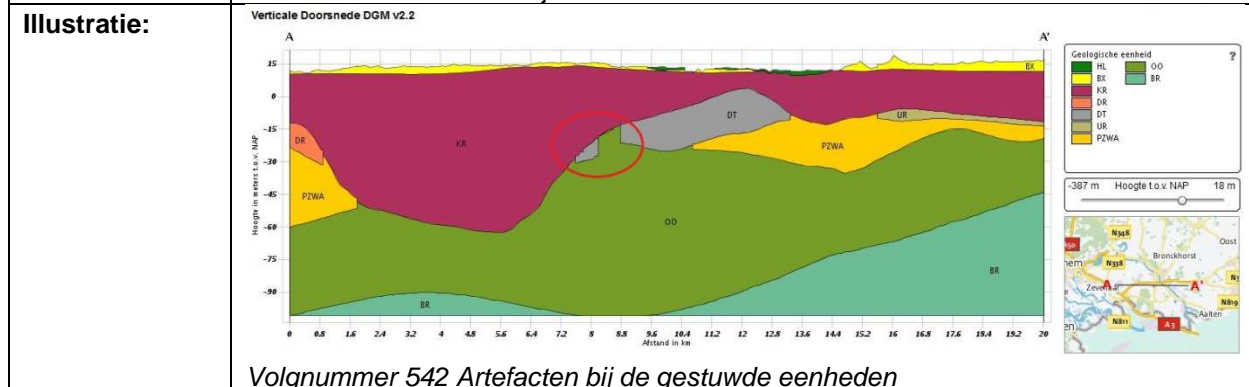 Illustratie:
Verticale Doorsnede DGM v2.2
A
A'
Hoogte in meters t.o.v. NAP
15
0
-15
-30
-45
-60
-75
-90
DR
PZWA
KR
DT
OO
PZWA
UR
BX
BR
BR
0 0.8 1.6 2.4 3.2 4 4.8 5.6 6.4 7.2 8 8.8 9.6 10.4 11.2 12 12.8 13.6 14.4 15.2 16 16.8 17.6 18.4 19.2 20
Afstand in km
Geologische eenheid ?
HL OO
BX BR
KR
DR
DT
UR
PZWA
-387 m Hoogte t.o.v. NAP 18 m
N348
Oost
N338
Bronckhorst
Zevenaar
A
A'
N811
N819
Aalten
A3
Volgnummer 542 Artefacten bij de gestuwde eenheden